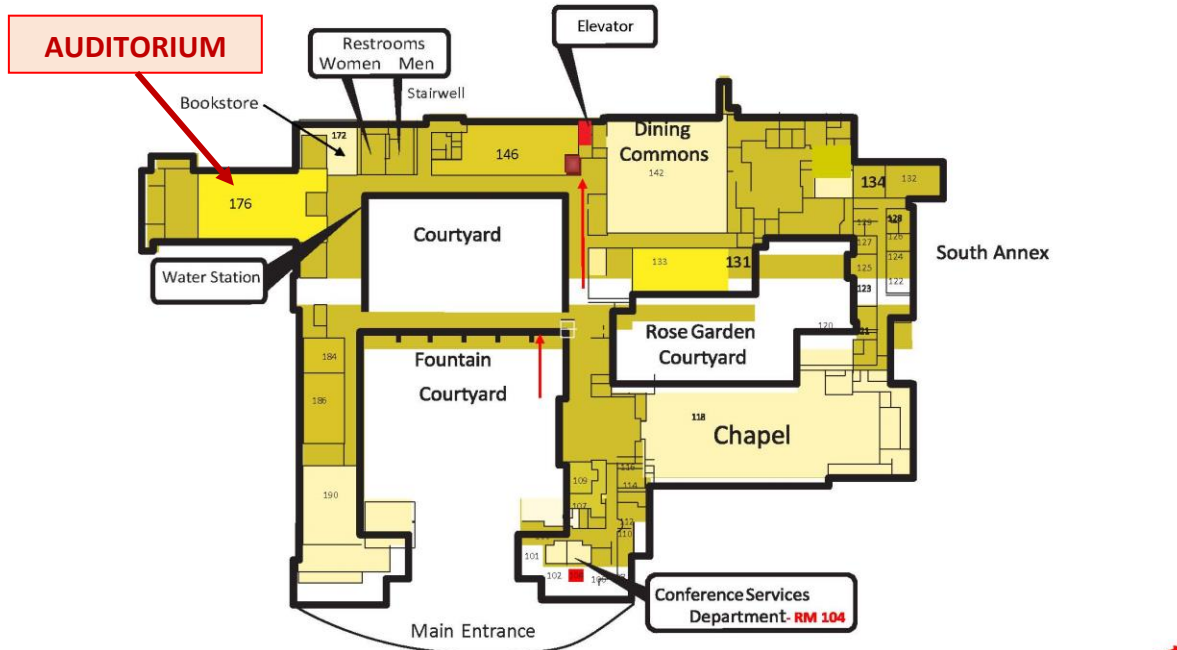 AUDITORIUM
Restrooms
Women Men
Elevator
Stairwell
Bookstore
172
146
Dining
Commons
142
134
132
176
Courtyard
128
126
127
124
125
122
123
South Annex
Water Station
133
131
120
Rose Garden
Courtyard
Fountain
Courtyard
184
186
118
Chapel
190
116
109
114
107
112
110
101
102
Conference Services
Department- RM 104
Main Entrance